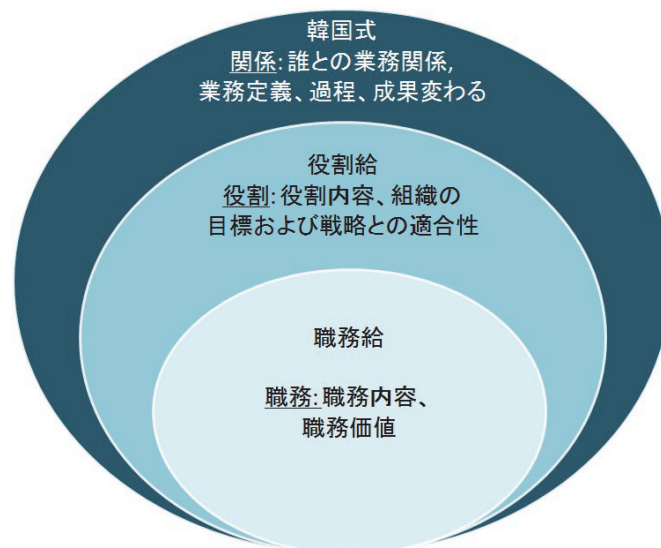 韓国式
関係:誰との業務関係,
業務定義、過程、成果変わる
役割給
役割:役割内容、組織の
目標および戦略との適合性
職務給
職務:職務内容、
職務価値